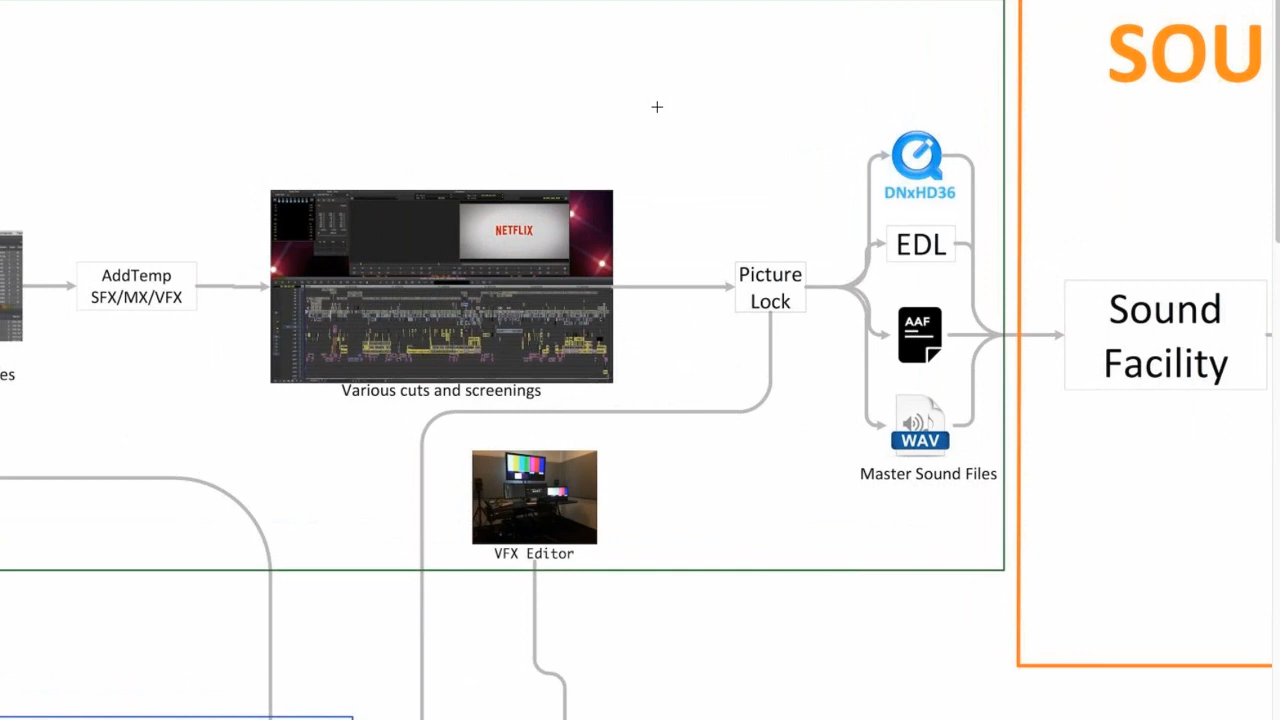 SOU
DNxHD36
EDL
NETFLIX
AddTemp
SFX/MX/VFX
Picture
Lock
AAF
Sound
Facility
es
Various cuts and screenings
WAV
Master Sound Files
VFX Editor